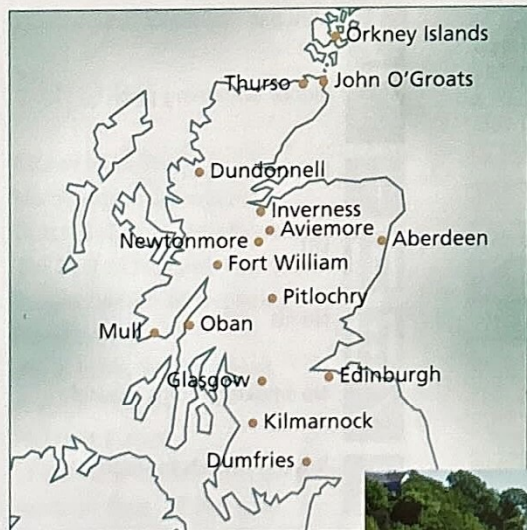 Orkney Islands
Thurso
John O'Groats
Dundonnell
Inverness
Aviemore
Newtonmore
Aberdeen
Fort William
Pitlochry
Mull
Oban
Glasgow
Edinburgh
Kilmarnock
Dumfries